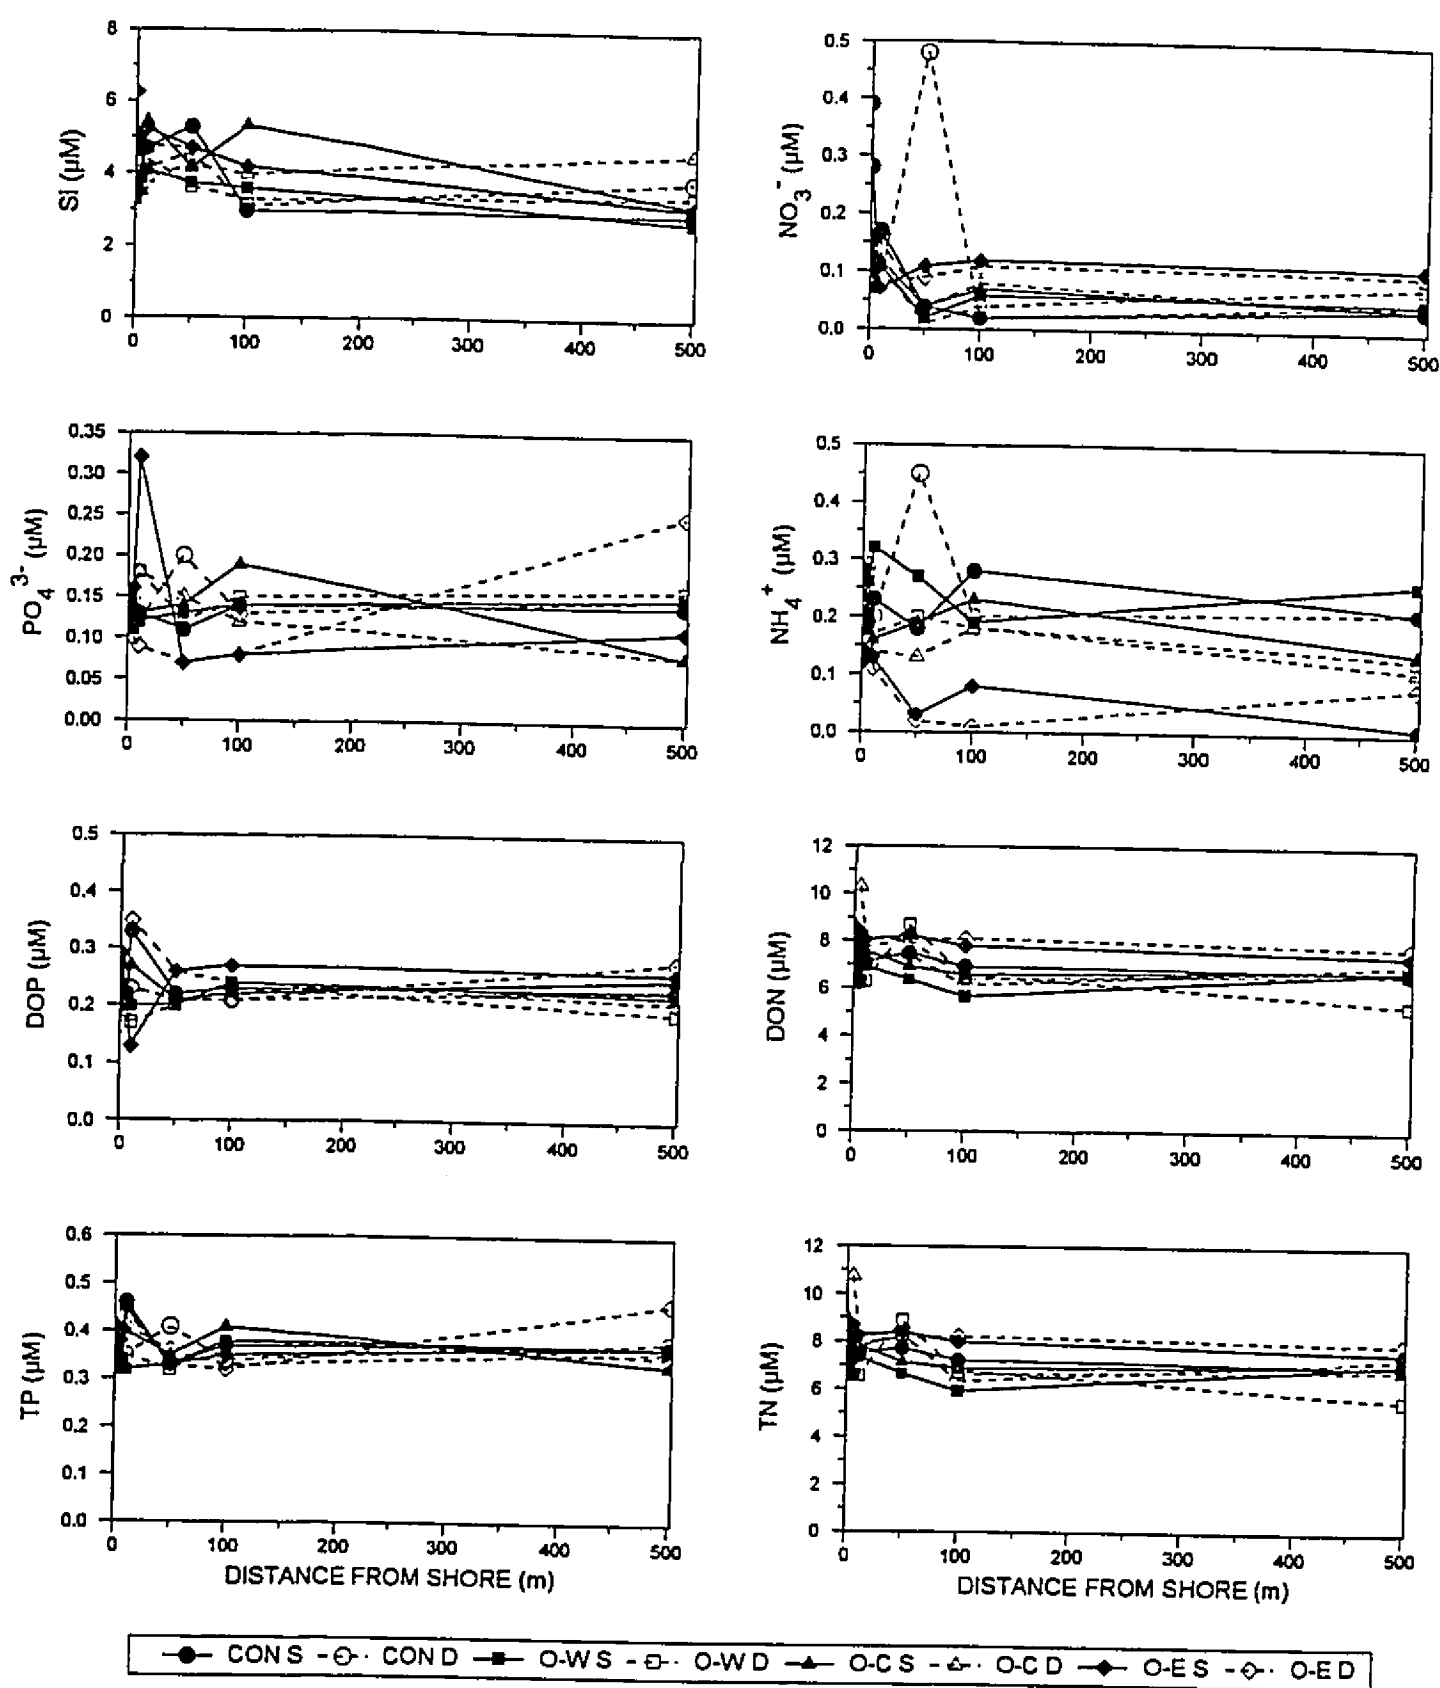 8
6
4
2
0
Si (µM)
0 100 200 300 400 500
0.5
0.4
0.3
0.2
0.1
0.0
NO3- (µM)
0 100 200 300 400 500
0.35
0.30
0.25
0.20
0.15
0.10
0.05
0.00
PO4 3- (µM)
0 100 200 300 400 500
0.5
0.4
0.3
0.2
0.1
0.0
NH4+ (µM)
0 100 200 300 400 500
0.5
0.4
0.3
0.2
0.1
0.0
DOP (µM)
0 100 200 300 400 500
12
10
8
6
4
2
0
DON (µM)
0 100 200 300 400 500
0.6
0.5
0.4
0.3
0.2
0.1
0.0
TP (µM)
0 100 200 300 400 500
DISTANCE FROM SHORE (m)
12
10
8
6
4
2
0
TN (µM)
0 100 200 300 400 500
DISTANCE FROM SHORE (m)
CON S CON D O-W S O-W D O-C S O-C D O-E S O-E D